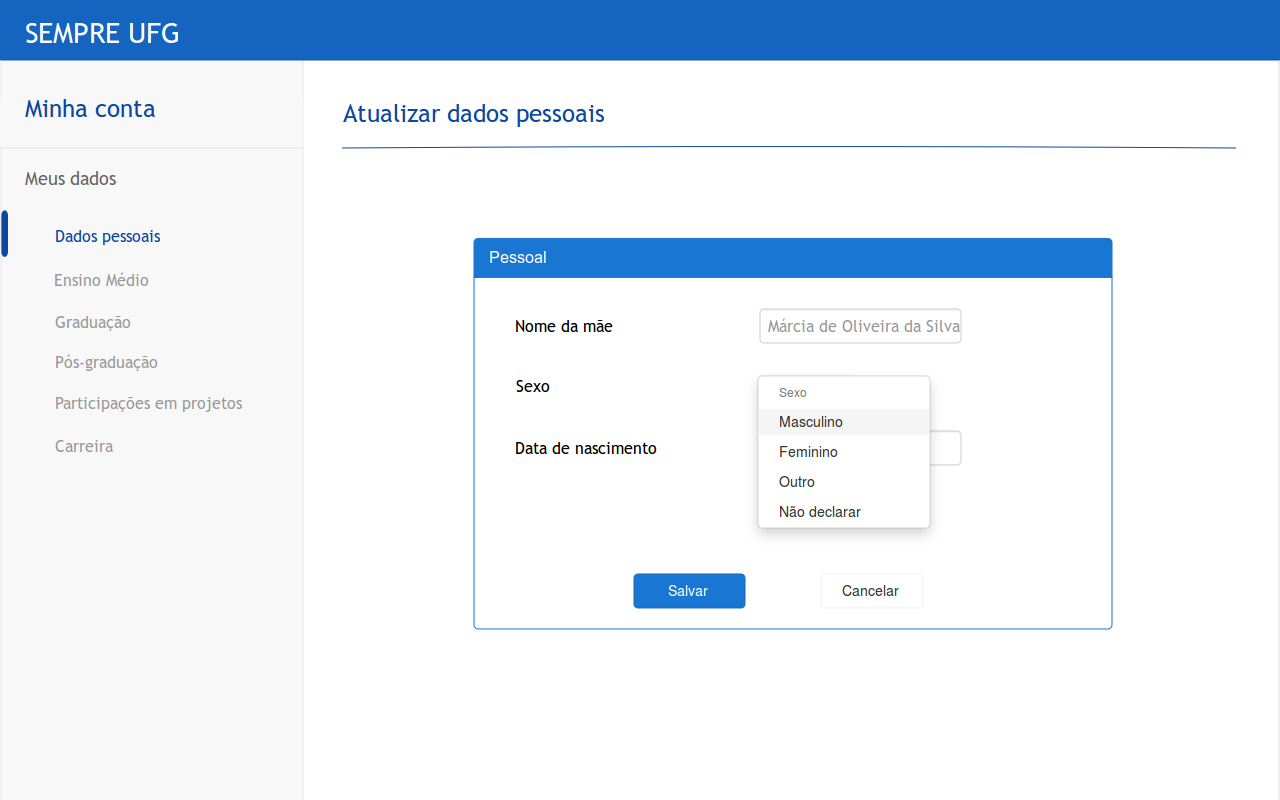 SEMPRE UFG
Minha conta
Meus dados
Dados pessoais
Ensino Médio
Graduação
Pós-graduação
Participações em projetos
Carreira
Atualizar dados pessoais
Pessoal
Nome da mãe
Márcia de Oliveira da Silva
Sexo
Sexo
Masculino
Feminino
Outro
Não declarar
Data de nascimento
Salvar
Cancelar